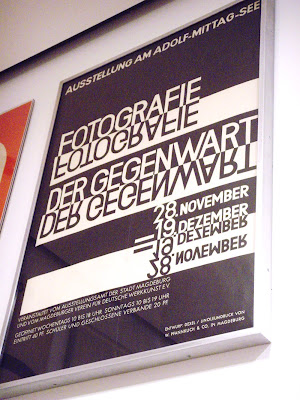 AUSSTELLUNG AM ADOLF-MITTAG-SEE
FOTOGRAFIE
FOTOGRAFIE
DER GEGENWART
DER GEGENWART
28. NOVEMBER
19. DEZEMBER
19. DEZEMBER
28. NOVEMBER
VERANSTALTET VOM AUSSTELLUNGSAMT DER STADT MAGDEBURG
UND VOM MAGDEBURGER VEREIN FÜR DEUTSCHE WERKKUNST E.V.
GEÖFFNET WOCHENTAGS 10 BIS 18 UHR SONNTAGS 10 BIS 19 UHR
EINTRITT 40 PF. SCHÜLER UND GESCHLOSSENE VERBÄNDE 20 PF.
ENTWURF: DEXEL / LINOLEUMDRUCK VON
W. PFANNKUCH & CO. IN MAGDEBURG